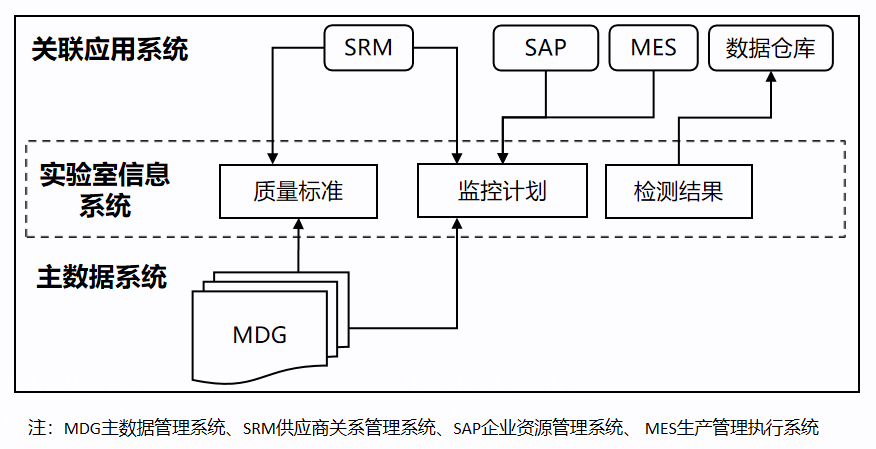 关联应用系统
SRM
SAP
MES
数据仓库
实验室信息
系统
质量标准
监控计划
检测结果
主数据系统
MDG
注：MDG主数据管理系统、SRM供应商关系管理系统、SAP企业资源管理系统、 MES生产管理执行系统